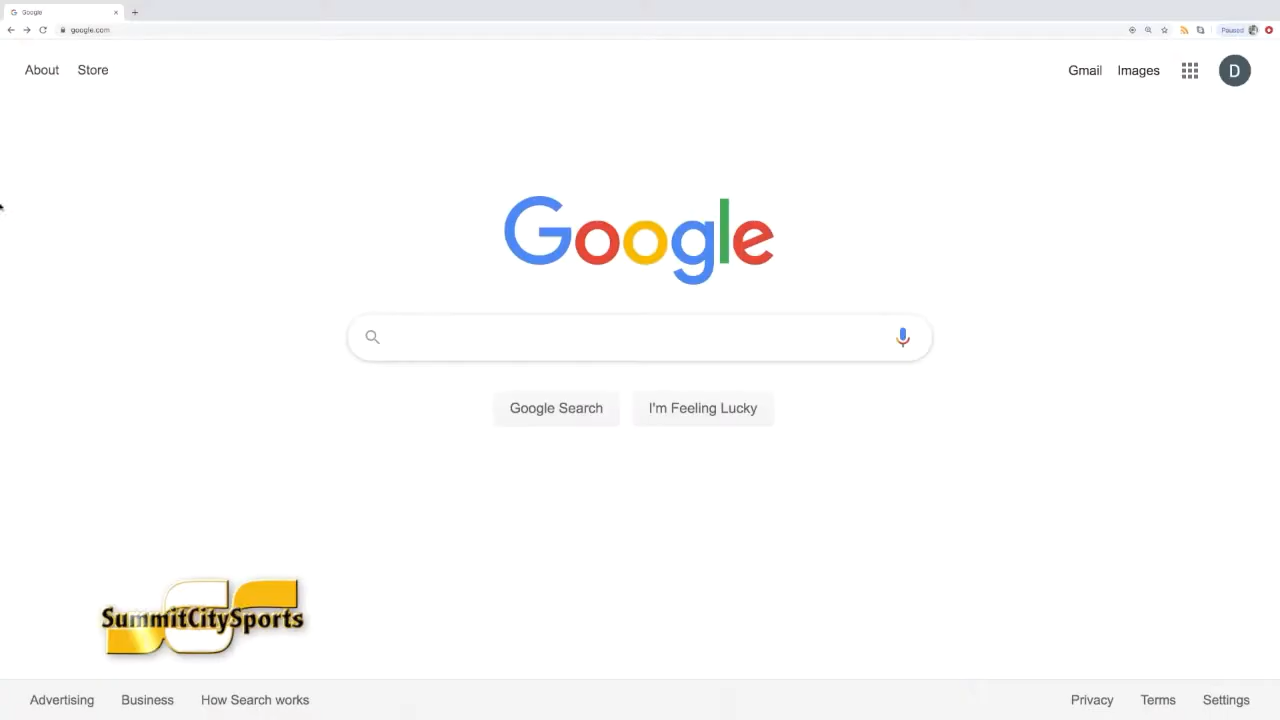 Google
google.com
Paused
About Store
Gmail Images
D
Google
Google Search
I'm Feeling Lucky
SummitCitySports
Advertising Business How Search works
Privacy Terms Settings